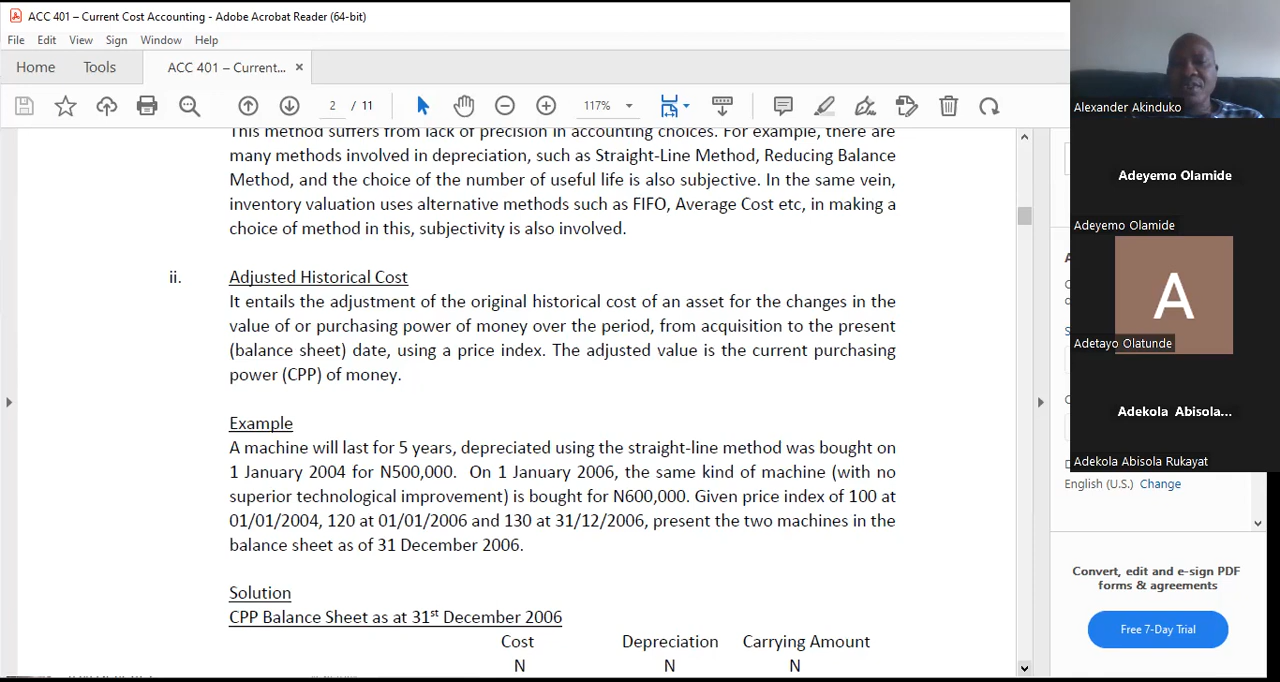 ACC 401 – Current Cost Accounting - Adobe Acrobat Reader (64-bit)
File Edit View Sign Window Help
Home Tools ACC 401 – Current... ×
2 / 11 117%
This method suffers from lack of precision in accounting choices. For example, there are
many methods involved in depreciation, such as Straight-Line Method, Reducing Balance
Method, and the choice of the number of useful life is also subjective. In the same vein,
inventory valuation uses alternative methods such as FIFO, Average Cost etc, in making a
choice of method in this, subjectivity is also involved.
ii. Adjusted Historical Cost
It entails the adjustment of the original historical cost of an asset for the changes in the
value of or purchasing power of money over the period, from acquisition to the present
(balance sheet) date, using a price index. The adjusted value is the current purchasing
power (CPP) of money.
Example
A machine will last for 5 years, depreciated using the straight-line method was bought on
1 January 2004 for N500,000. On 1 January 2006, the same kind of machine (with no
superior technological improvement) is bought for N600,000. Given price index of 100 at
01/01/2004, 120 at 01/01/2006 and 130 at 31/12/2006, present the two machines in the
balance sheet as of 31 December 2006.
Solution
CPP Balance Sheet as at 31st December 2006
Cost Depreciation Carrying Amount
N N N
Alexander Akinduko
Adeyemo Olamide
Adeyemo Olamide
A
Adetayo Olatunde
Adekola Abisola...
Adekola Abisola Rukayat
English (U.S.) Change
Convert, edit and e-sign PDF
forms & agreements
Free 7-Day Trial